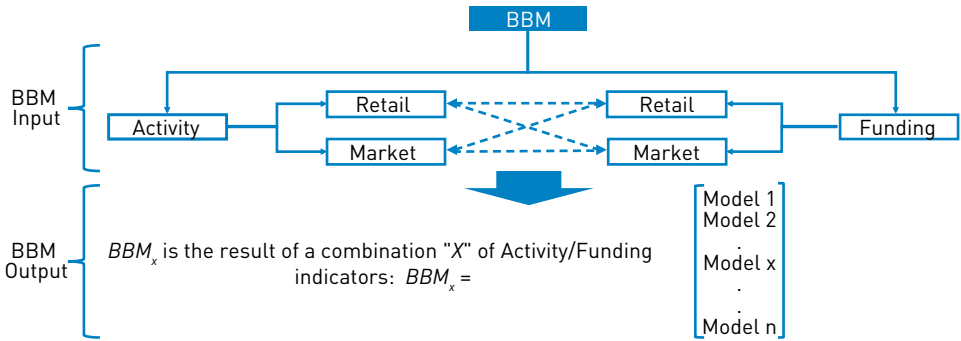 BBM
BBM
Input
Activity
Retail
Market
Retail
Market
Funding
BBM
Output
BBMx is the result of a combination "X" of Activity/Funding
indicators: BBMx =
Model 1
Model 2
.
Model x
.
.
Model n